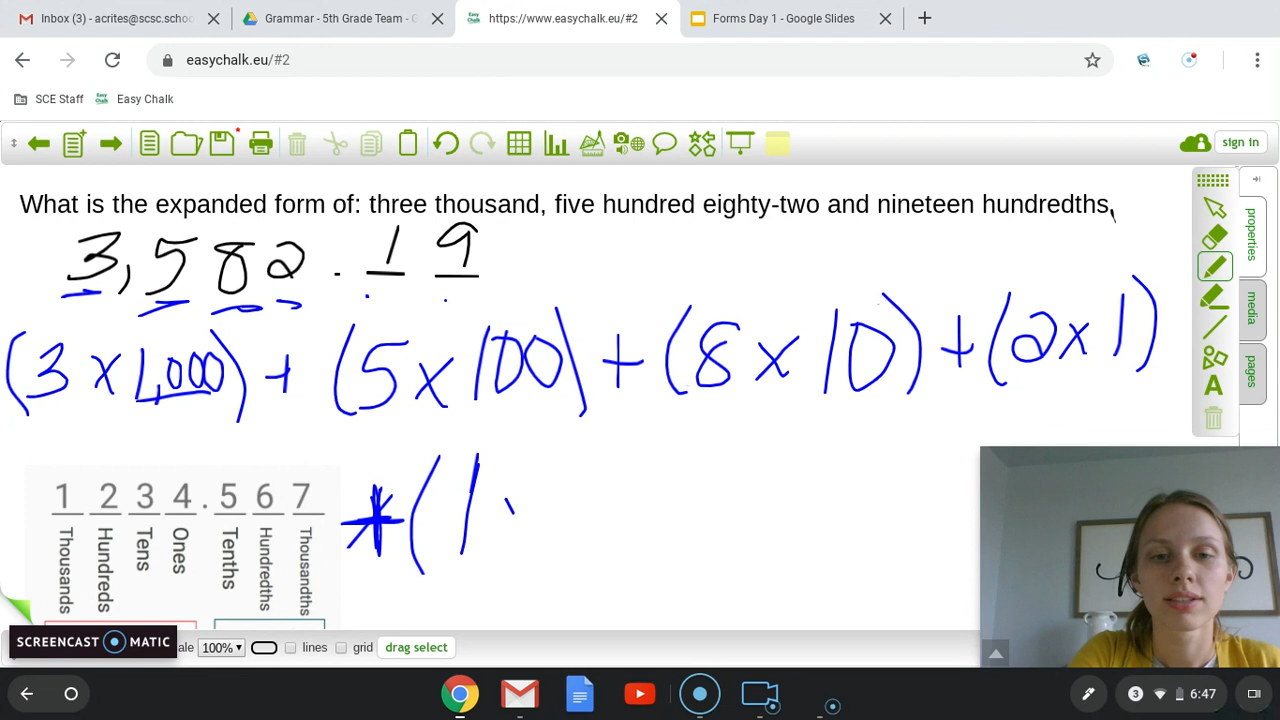 Inbox (3) - acrites@scsc.school
Grammar - 5th Grade Team - G
https://www.easychalk.eu/#2
Forms Day 1 - Google Slides
easychalk.eu/#2
SCE Staff
Easy Chalk
sign in
What is the expanded form of: three thousand, five hundred eighty-two and nineteen hundredths,
3,582.19
(3 x 1,000) + (5 x 100) + (8 x 10) + (2 x 1)
+ (1
1 2 3 4 . 5 6 7
Thousands Hundreds Tens Ones Tenths Hundredths Thousandths
properties
media
pages
A
SCREENCAST O MATIC
ale 100% lines grid drag select
3 6:47